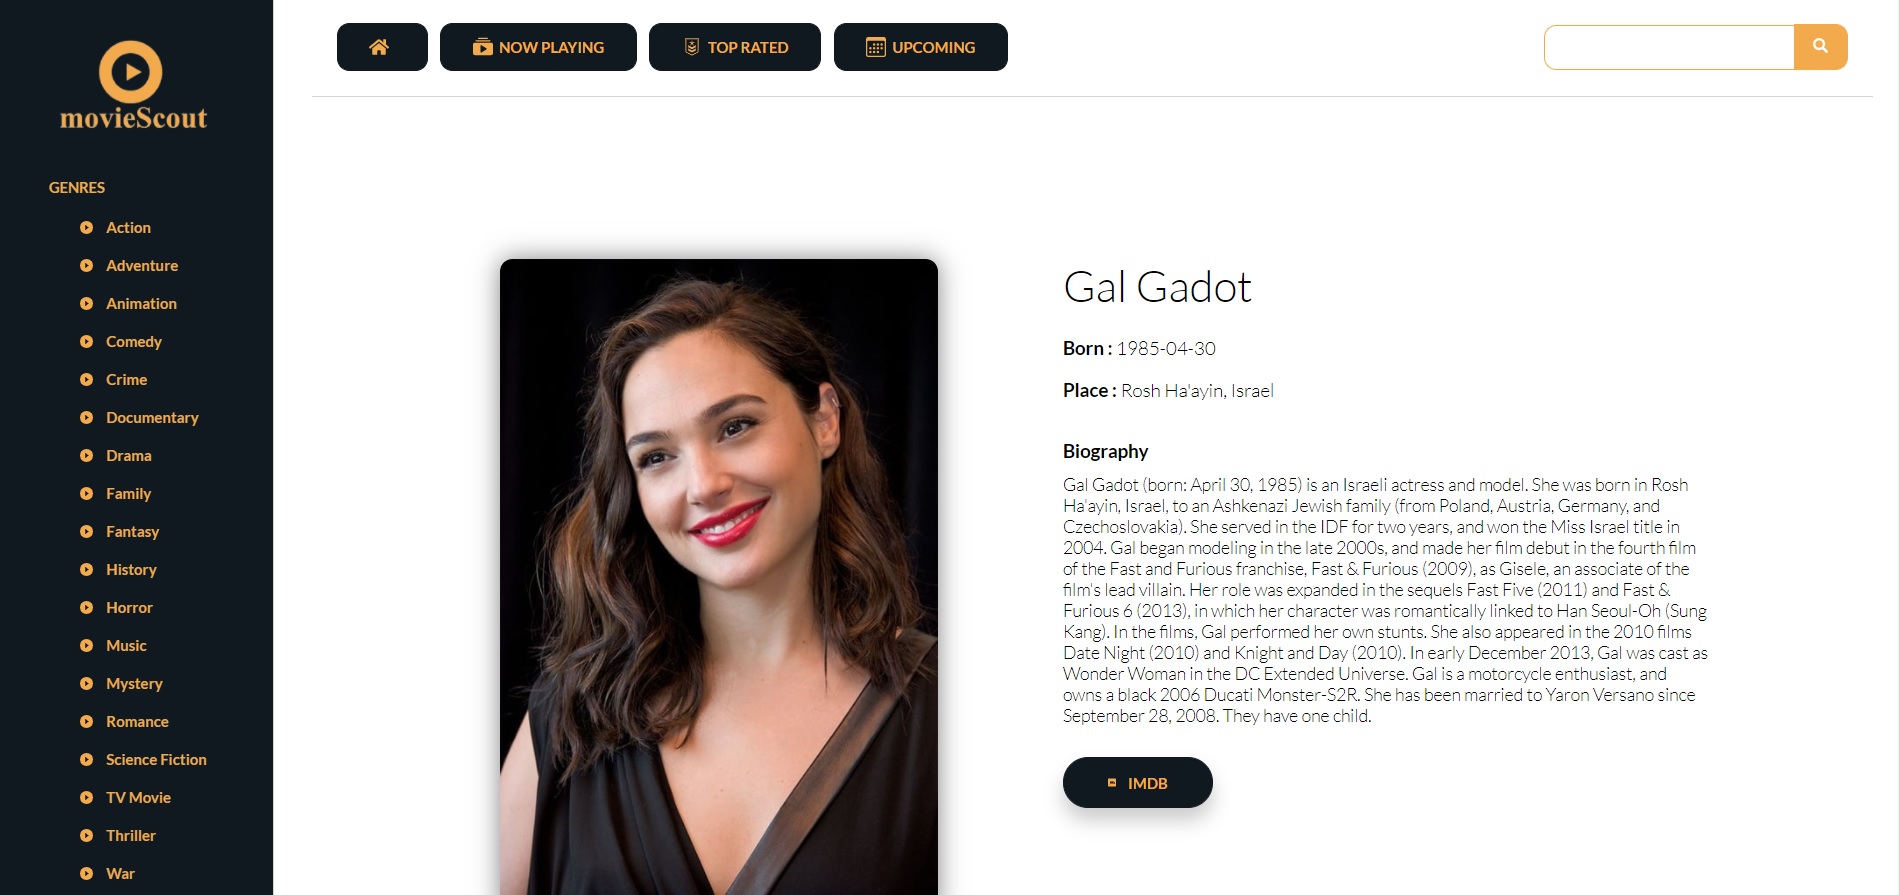 movieScout
NOW PLAYING
TOP RATED
UPCOMING
GENRES
Action
Adventure
Animation
Comedy
Crime
Documentary
Drama
Family
Fantasy
History
Horror
Music
Mystery
Romance
Science Fiction
TV Movie
Thriller
War
Gal Gadot
Born : 1985-04-30
Place : Rosh Ha'ayin, Israel
Biography
Gal Gadot (born: April 30, 1985) is an Israeli actress and model. She was born in Rosh
Ha'ayin, Israel, to an Ashkenazi Jewish family (from Poland, Austria, Germany, and
Czechoslovakia). She served in the IDF for two years, and won the Miss Israel title in
2004. Gal began modeling in the late 2000s, and made her film debut in the fourth film
of the Fast and Furious franchise, Fast & Furious (2009), as Gisele, an associate of the
film's lead villain. Her role was expanded in the sequels Fast Five (2011) and Fast &
Furious 6 (2013), in which her character was romantically linked to Han Seoul-Oh (Sung
Kang). In the films, Gal performed her own stunts. She also appeared in the 2010 films
Date Night (2010) and Knight and Day (2010). In early December 2013, Gal was cast as
Wonder Woman in the DC Extended Universe. Gal is a motorcycle enthusiast, and
owns a black 2006 Ducati Monster-S2R. She has been married to Yaron Versano since
September 28, 2008. They have one child.
IMDB